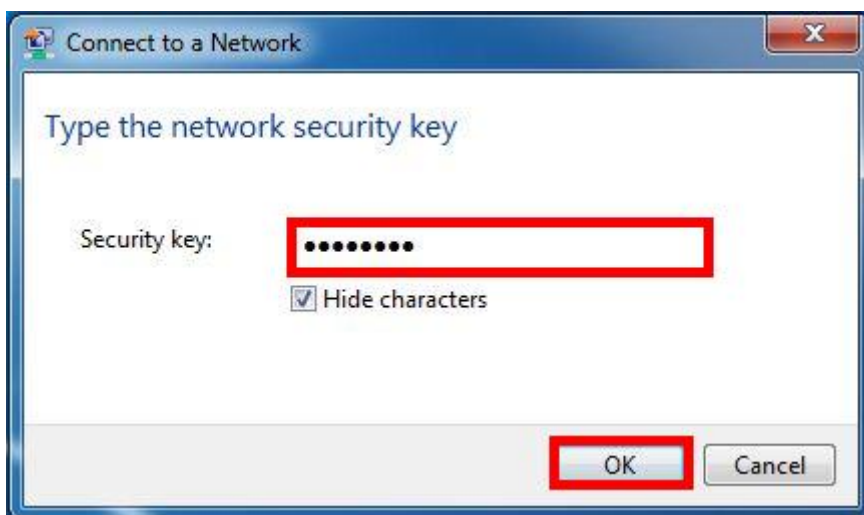 Connect to a Network
Type the network security key
Security key: ••••••••
Hide characters
OK Cancel